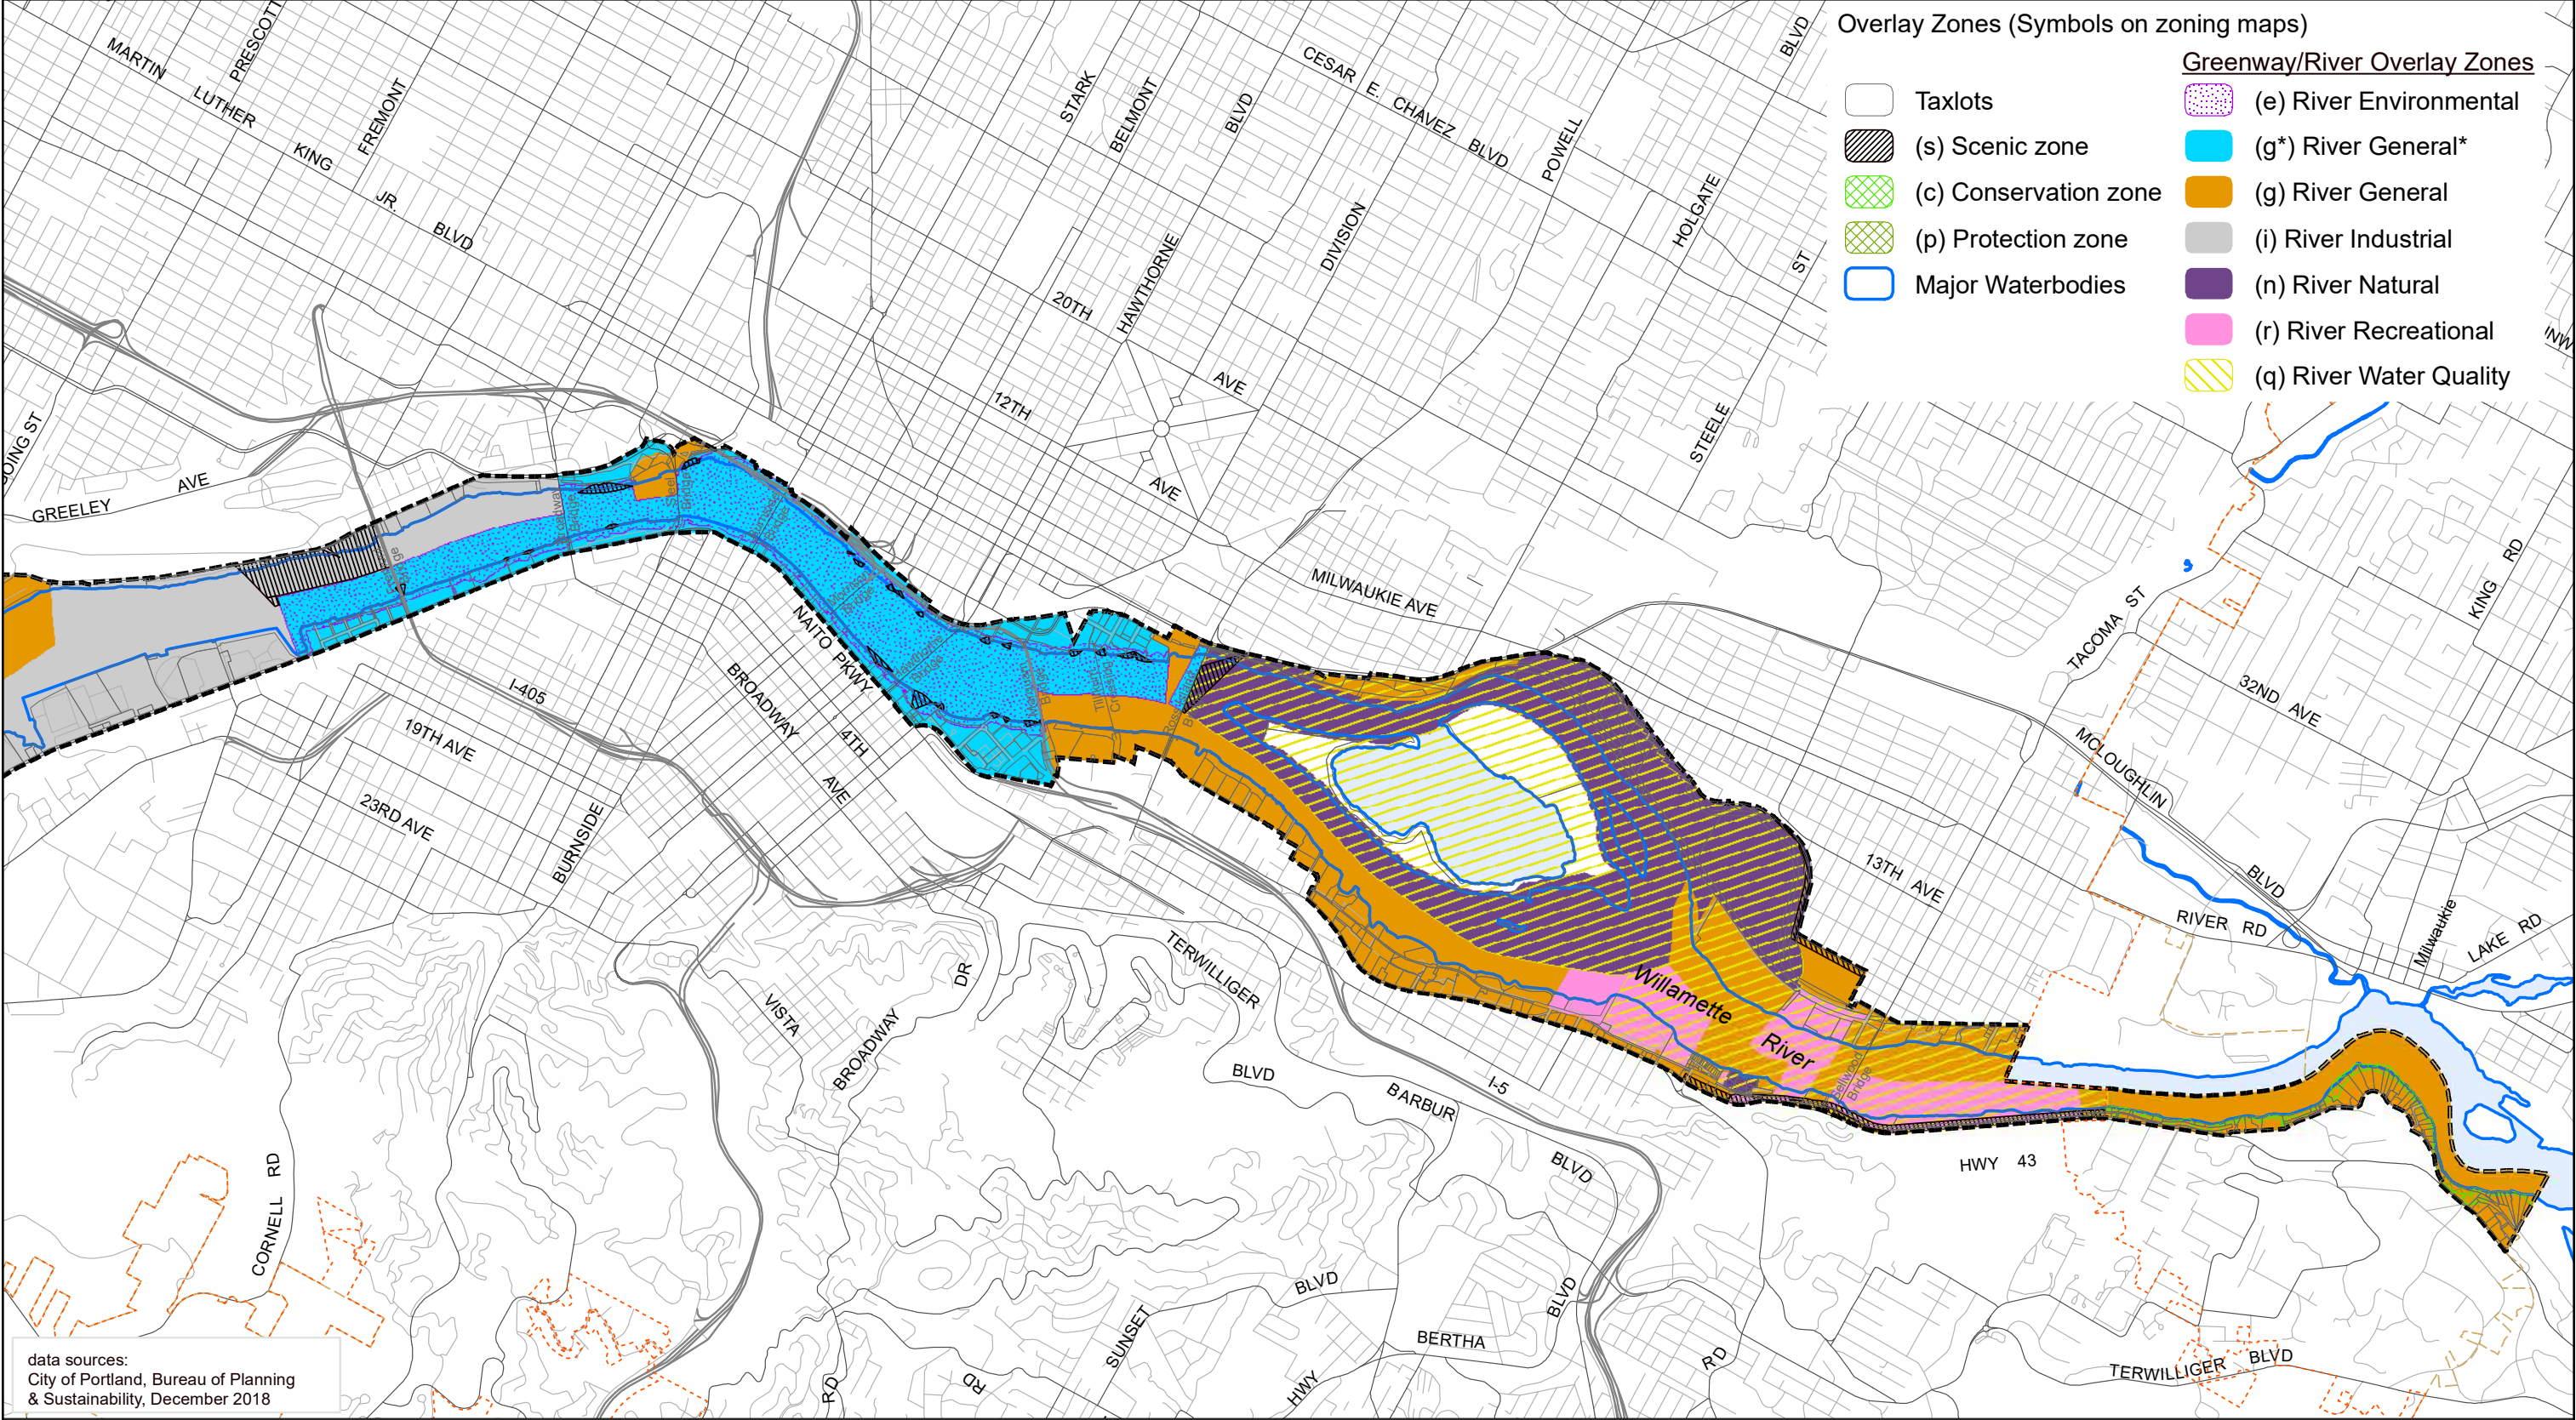 Overlay Zones (Symbols on zoning maps)
Taxlots
(s) Scenic zone
(c) Conservation zone
(p) Protection zone
Major Waterbodies
Greenway/River Overlay Zones
(e) River Environmental
(g*) River General*
(g) River General
(i) River Industrial
(n) River Natural
(r) River Recreational
(q) River Water Quality
MARTIN
LUTHER
KING
JR.
BLVD
PRESCOTT
FREMONT
STARK
BELMONT
BLVD
HAWTHORNE
CESAR
E.
CHAVEZ
BLVD
DIVISION
POWELL
BLVD
HOLGATE
STEELE
ST
20TH
AVE
12TH
AVE
GREELEY
AVE
MILWAUKIE AVE
TACOMA
ST
KING
RD
32ND
AVE
MCLOUGHLIN
BLVD
13TH
AVE
RIVER
RD
Milwaukie
LAKE
RD
NAITO
PKWY
BROADWAY
4TH
AVE
I-405
19TH AVE
23RD AVE
BURNSIDE
Morrison
Bridge
Crossing
Sellwood
Bridge
Willamette
River
TERWILLIGER
BLVD
BARBUR
BLVD
I-5
HWY
43
VISTA
BROADWAY
DR
CORNELL
RD
SUNSET
HWY
BLVD
BERTHA
BLVD
RD
RD
RD
TERWILLIGER
BLVD
data sources:
City of Portland, Bureau of Planning
& Sustainability, December 2018